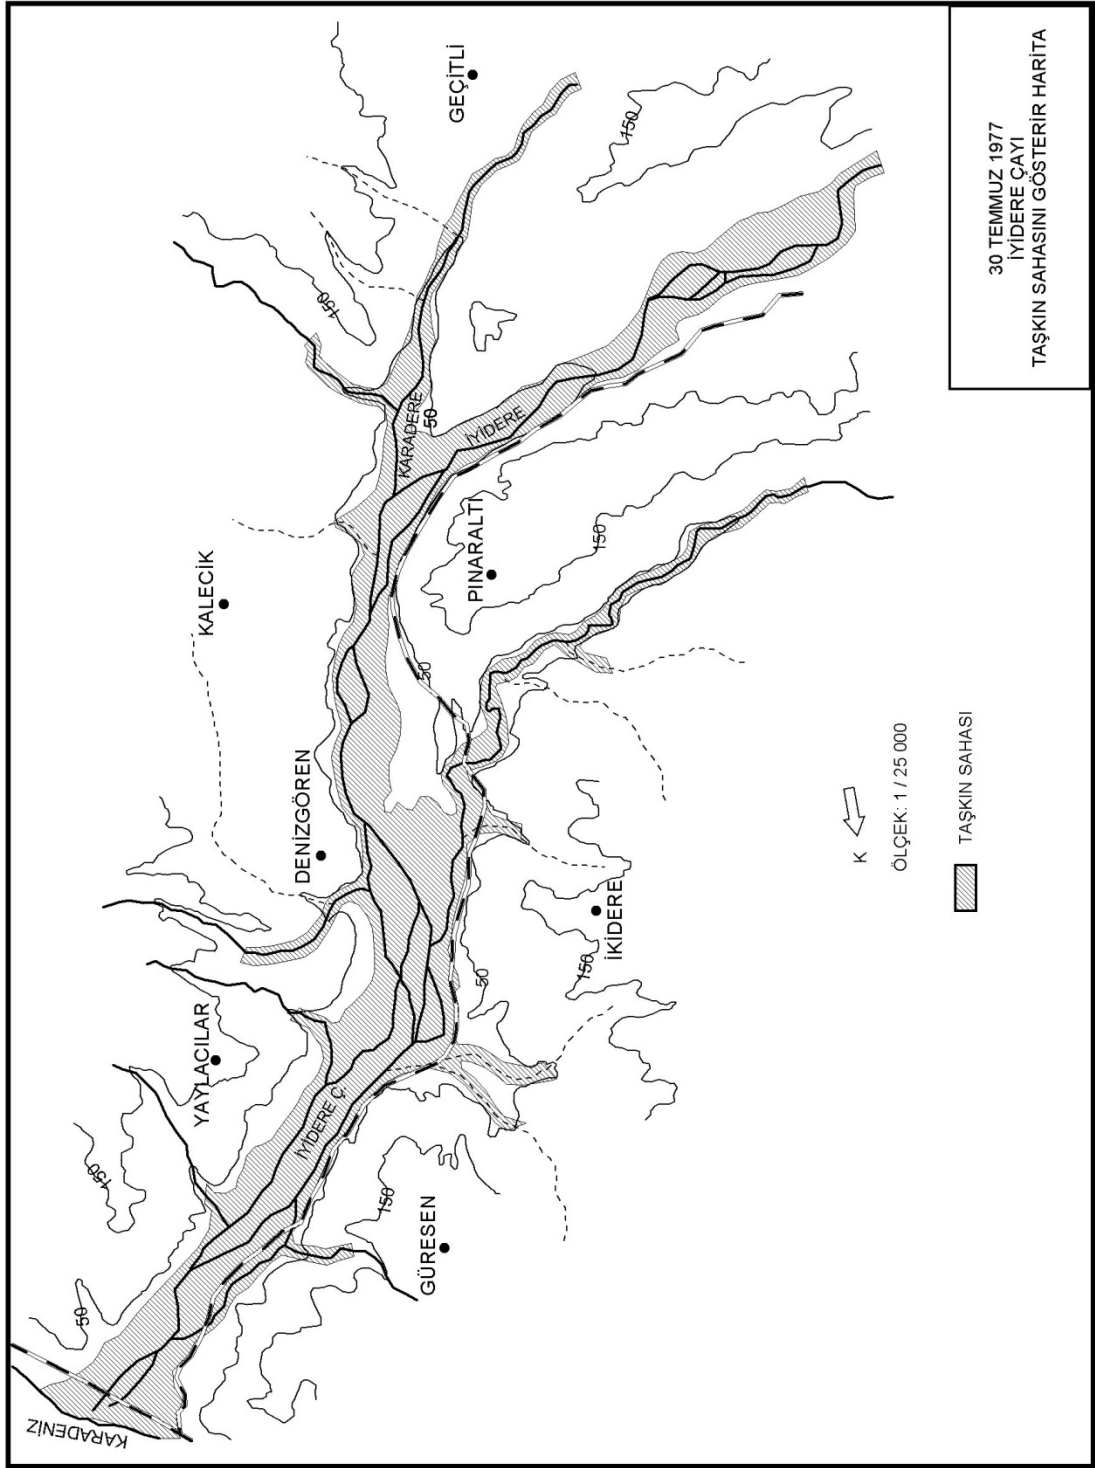 30 TEMMUZ 1977
İYİDERE ÇAYI
TAŞKIN SAHASINI GÖSTERİR HARİTA
KARADENİZ
50
GÜRESEN
150
150
YAYLACILAR
İYİDERE Ç.
50
150
İKİDERE
DENİZGÖREN
KALECİK
50
PINARALTI
150
KARADERE
50
İYİDERE
150
150
GEÇİTLİ
K
ÖLÇEK: 1 / 25 000
TAŞKIN SAHASI